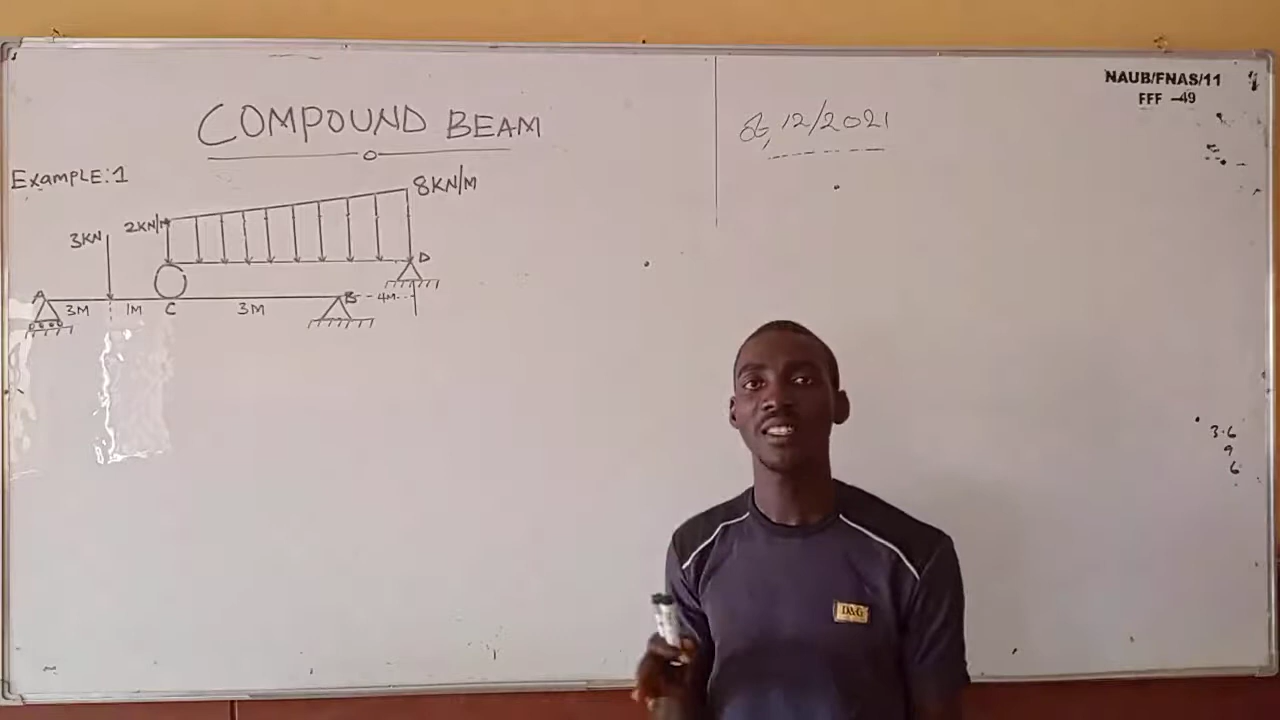 COMPOUND BEAM
ExamPLE:1
8KN/M
2KN/M
3KN
D
A
B
4M
3M
1M
C
3M
12/2021
NAUB/FNAS/11
FFF -49
3.6
9
6
D&G